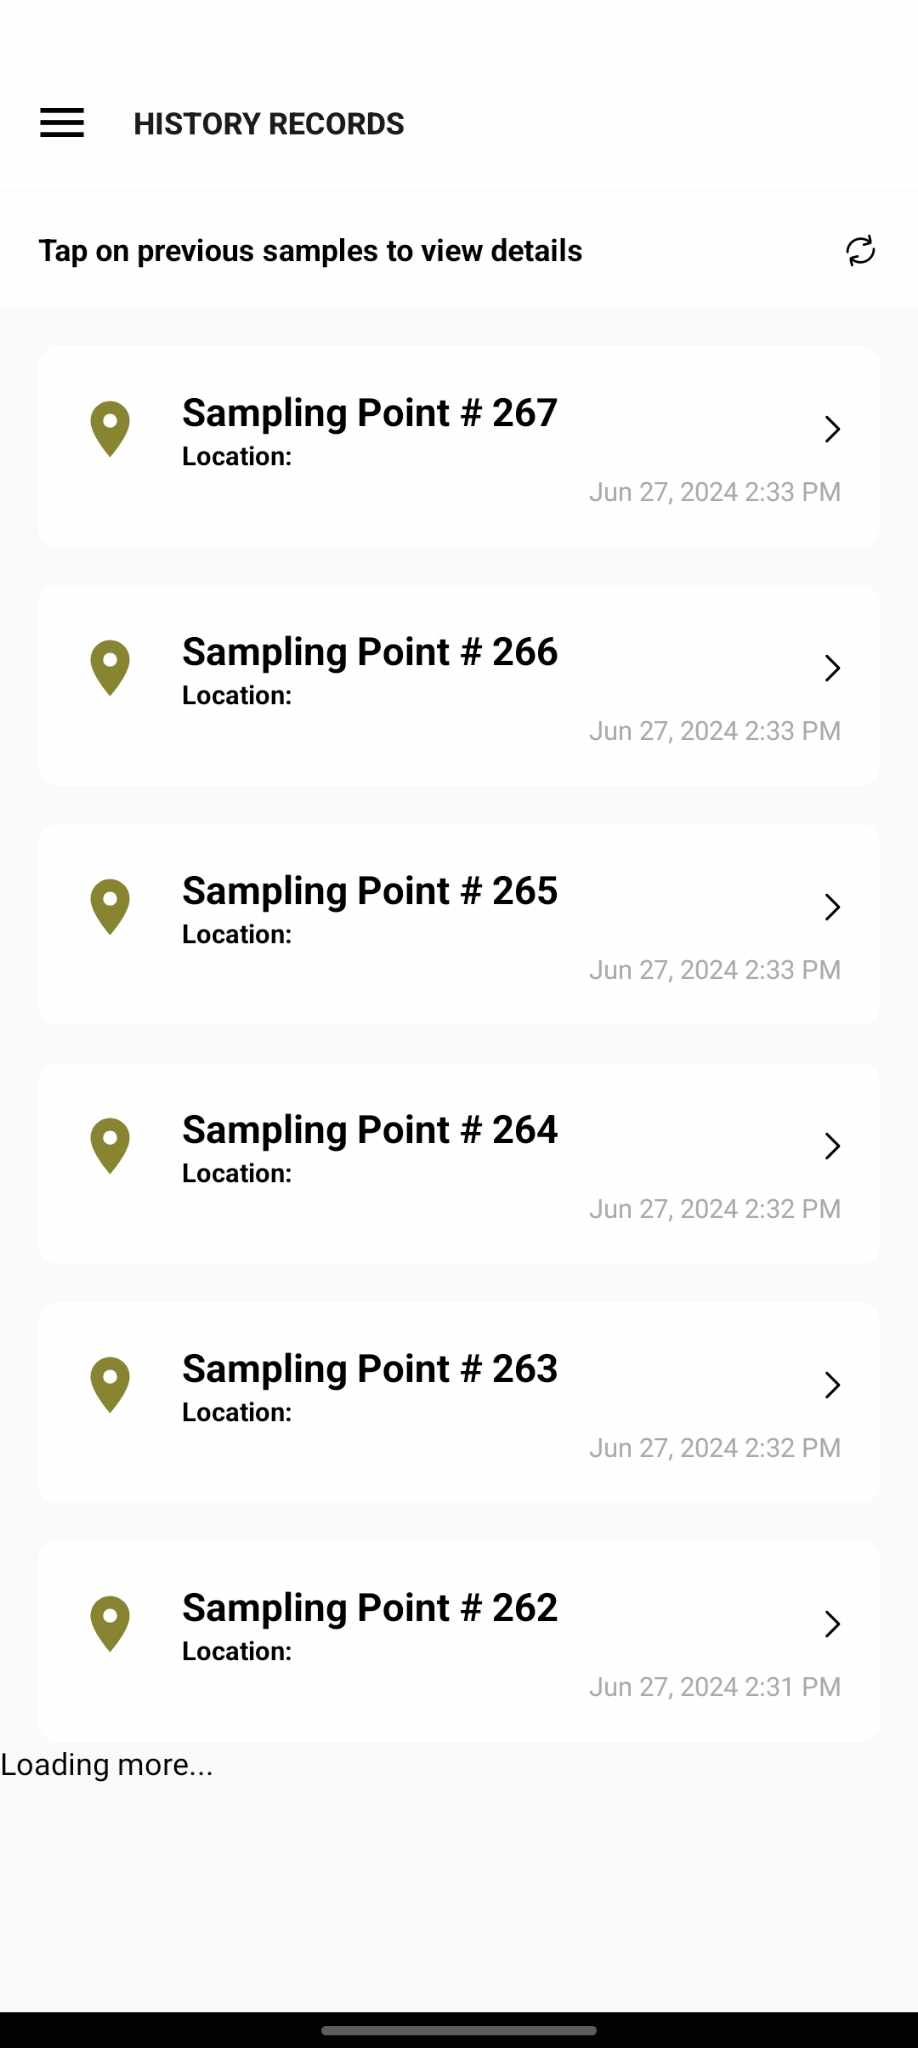 HISTORY RECORDS
Tap on previous samples to view details
Sampling Point # 267
Location:
Jun 27, 2024 2:33 PM
Sampling Point # 266
Location:
Jun 27, 2024 2:33 PM
Sampling Point # 265
Location:
Jun 27, 2024 2:33 PM
Sampling Point # 264
Location:
Jun 27, 2024 2:32 PM
Sampling Point # 263
Location:
Jun 27, 2024 2:32 PM
Sampling Point # 262
Location:
Jun 27, 2024 2:31 PM
Loading more...